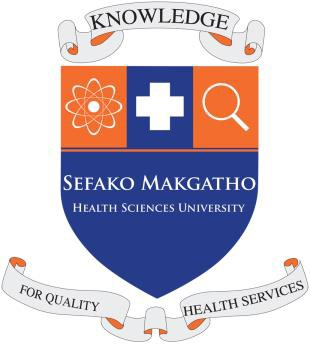 KNOWLEDGE
SEFAKO MAKGATHO
HEALTH SCIENCES UNIVERSITY
FOR QUALITY
HEALTH SERVICES